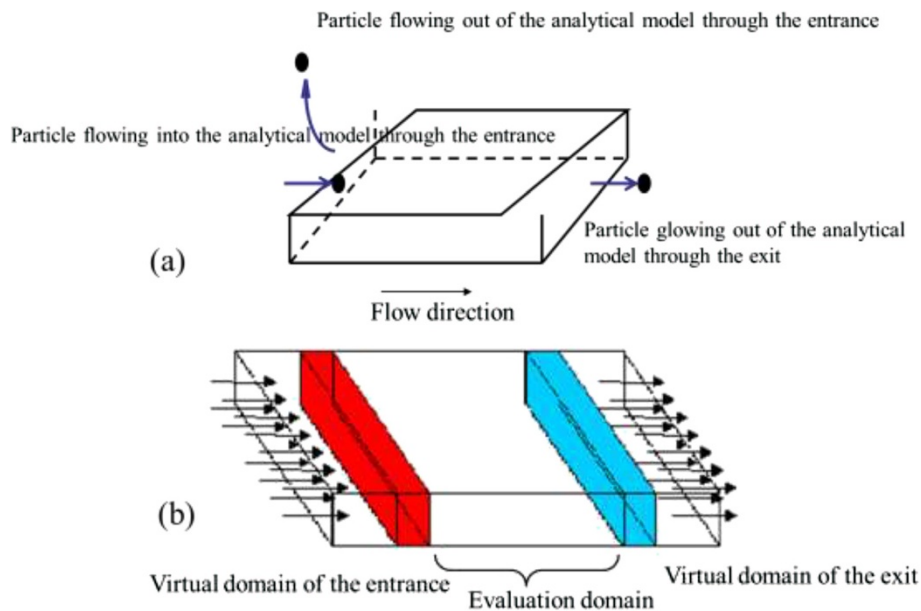 Particle flowing out of the analytical model through the entrance
Particle flowing into the analytical model through the entrance
Particle glowing out of the analytical
model through the exit
(a)
Flow direction
(b)
Virtual domain of the entrance
Virtual domain of the exit
Evaluation domain